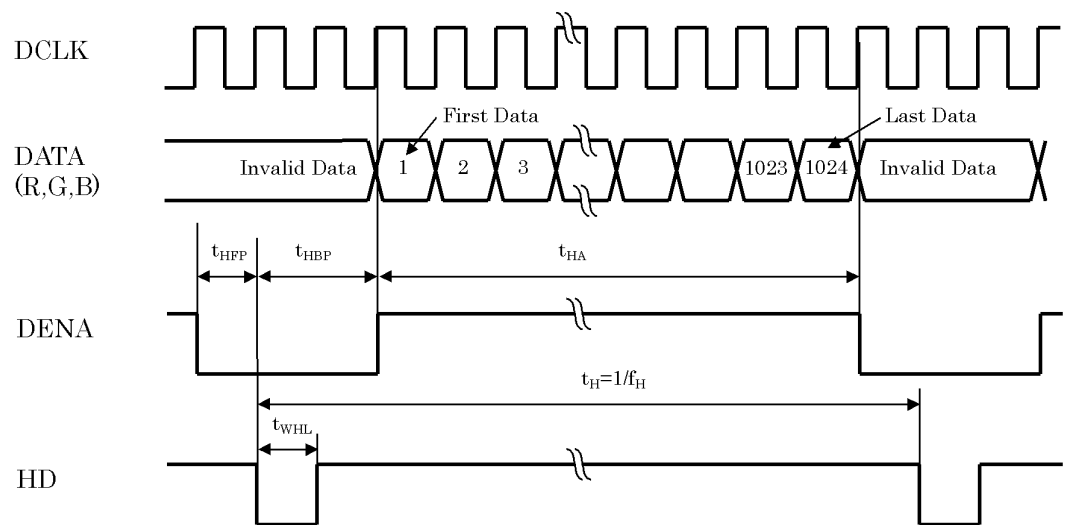 DCLK
First Data
Last Data
DATA
(R,G,B)
Invalid Data 1 2 3 1023 1024 Invalid Data
tHFP tHBP tHA
DENA
tH=1/fH
tWHL
HD